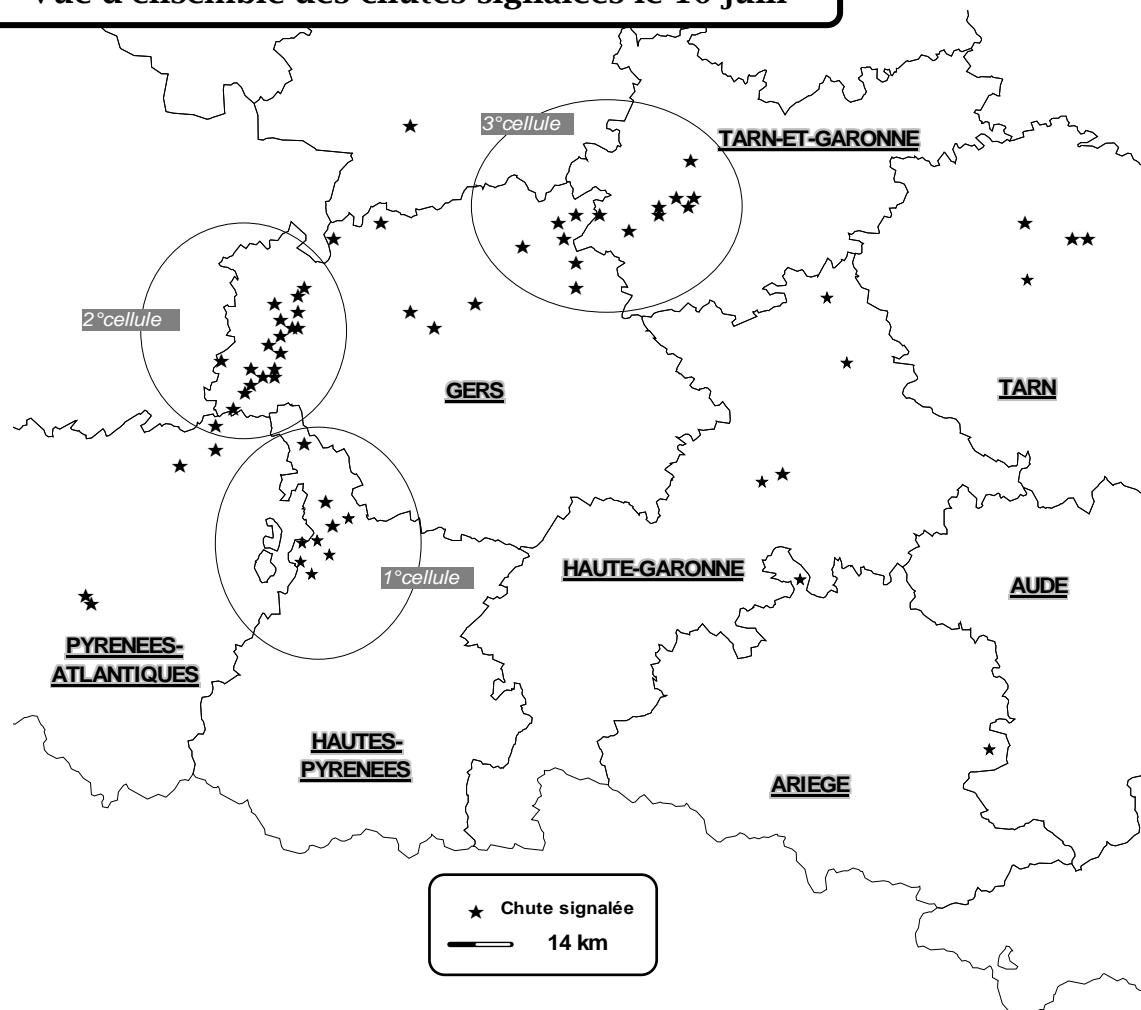 Vue d'ensemble des chutes signalées le 16 juin
3°cellule
TARN-ET-GARONNE
2°cellule
GERS
TARN
HAUTE-GARONNE
1°cellule
AUDE
PYRENEES-
ATLANTIQUES
HAUTES-
PYRENEES
ARIEGE
Chute signalée
14 km